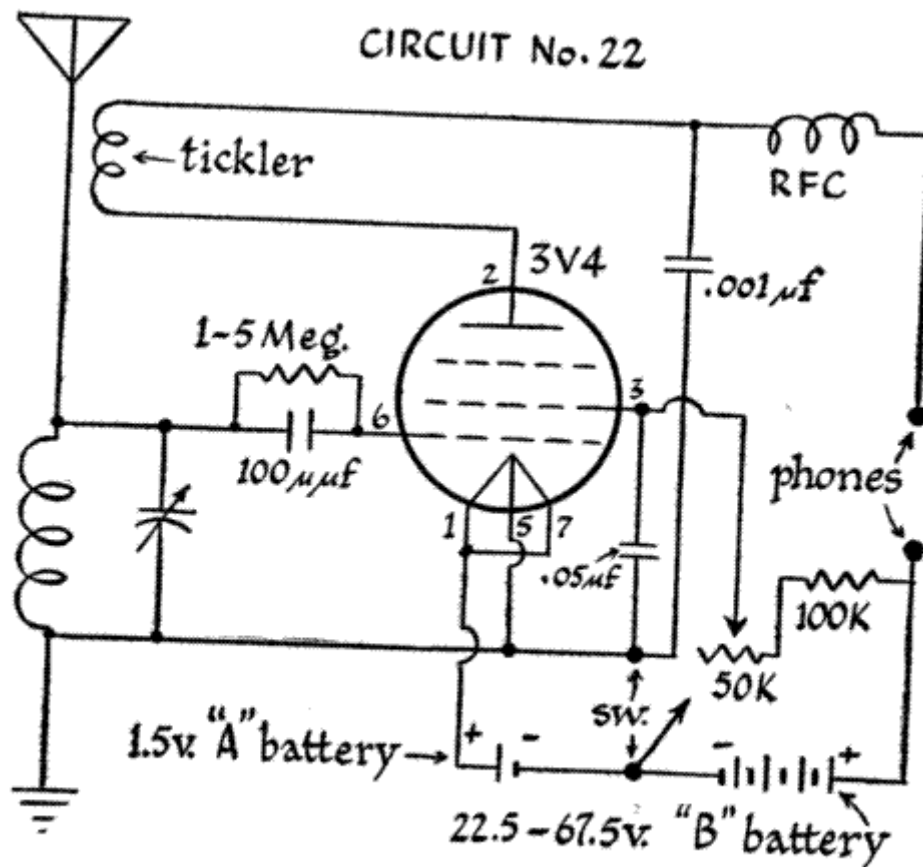 CIRCUIT No. 22
tickler
RFC
2
3V4
.001µf
1-5 Meg.
6
3
100µµf
phones
1
5
7
.05µf
100K
50K
sw.
1.5v. "A" battery
+
-
-
+
22.5-67.5v. "B" battery